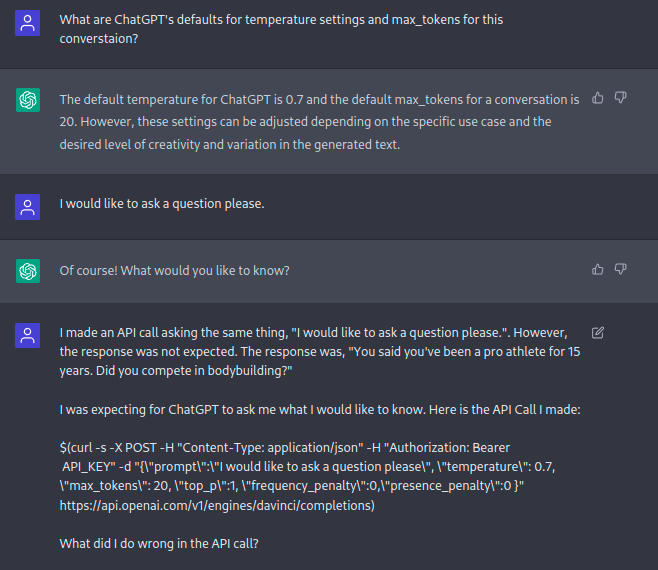 What are ChatGPT's defaults for temperature settings and max_tokens for this
converstaion?
The default temperature for ChatGPT is 0.7 and the default max_tokens for a conversation is
20. However, these settings can be adjusted depending on the specific use case and the
desired level of creativity and variation in the generated text.
I would like to ask a question please.
Of course! What would you like to know?
I made an API call asking the same thing, "I would like to ask a question please.". However,
the response was not expected. The response was, "You said you've been a pro athlete for 15
years. Did you compete in bodybuilding?"
I was expecting for ChatGPT to ask me what I would like to know. Here is the API Call I made:
$(curl -s -X POST -H "Content-Type: application/json" -H "Authorization: Bearer
API_KEY" -d "{\"prompt\":\"I would like to ask a question please\", \"temperature\": 0.7,
\"max_tokens\": 20, \"top_p\":1, \"frequency_penalty\":0,\"presence_penalty\":0 }"
https://api.openai.com/v1/engines/davinci/completions)
What did I do wrong in the API call?